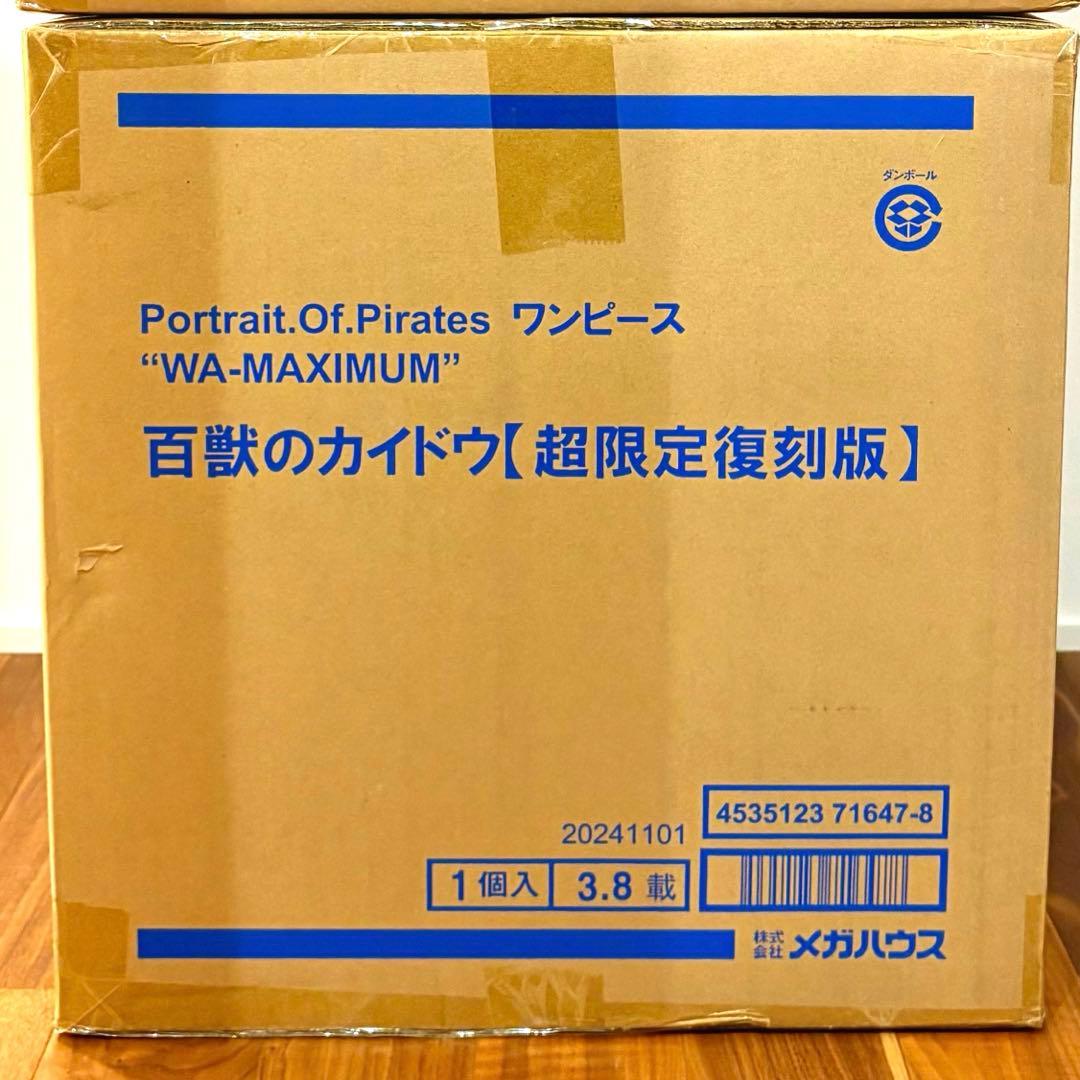 ダンボール
Portrait.Of.Pirates ワンピース
“WA-MAXIMUM”
百獣のカイドウ【超限定復刻版】
4535123 71647-8
20241101
1個入 3.8 載
株式会社 メガハウス